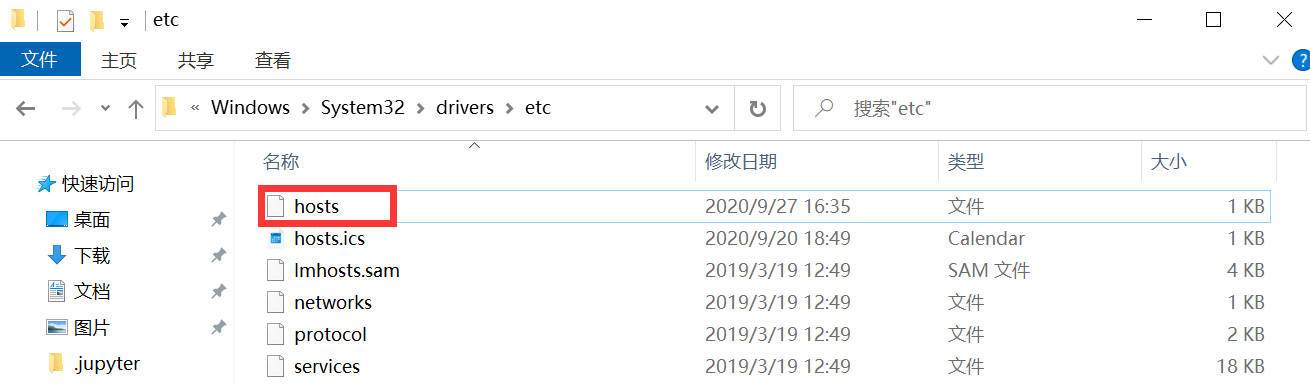 etc
文件 主页 共享 查看
« Windows > System32 > drivers > etc 搜索"etc"
名称 修改日期 类型 大小
快速访问
桌面
下载
文档
图片
.jupyter
hosts 2020/9/27 16:35 文件 1 KB
hosts.ics 2020/9/20 18:49 Calendar 1 KB
lmhosts.sam 2019/3/19 12:49 SAM 文件 4 KB
networks 2019/3/19 12:49 文件 1 KB
protocol 2019/3/19 12:49 文件 2 KB
services 2019/3/19 12:49 文件 18 KB